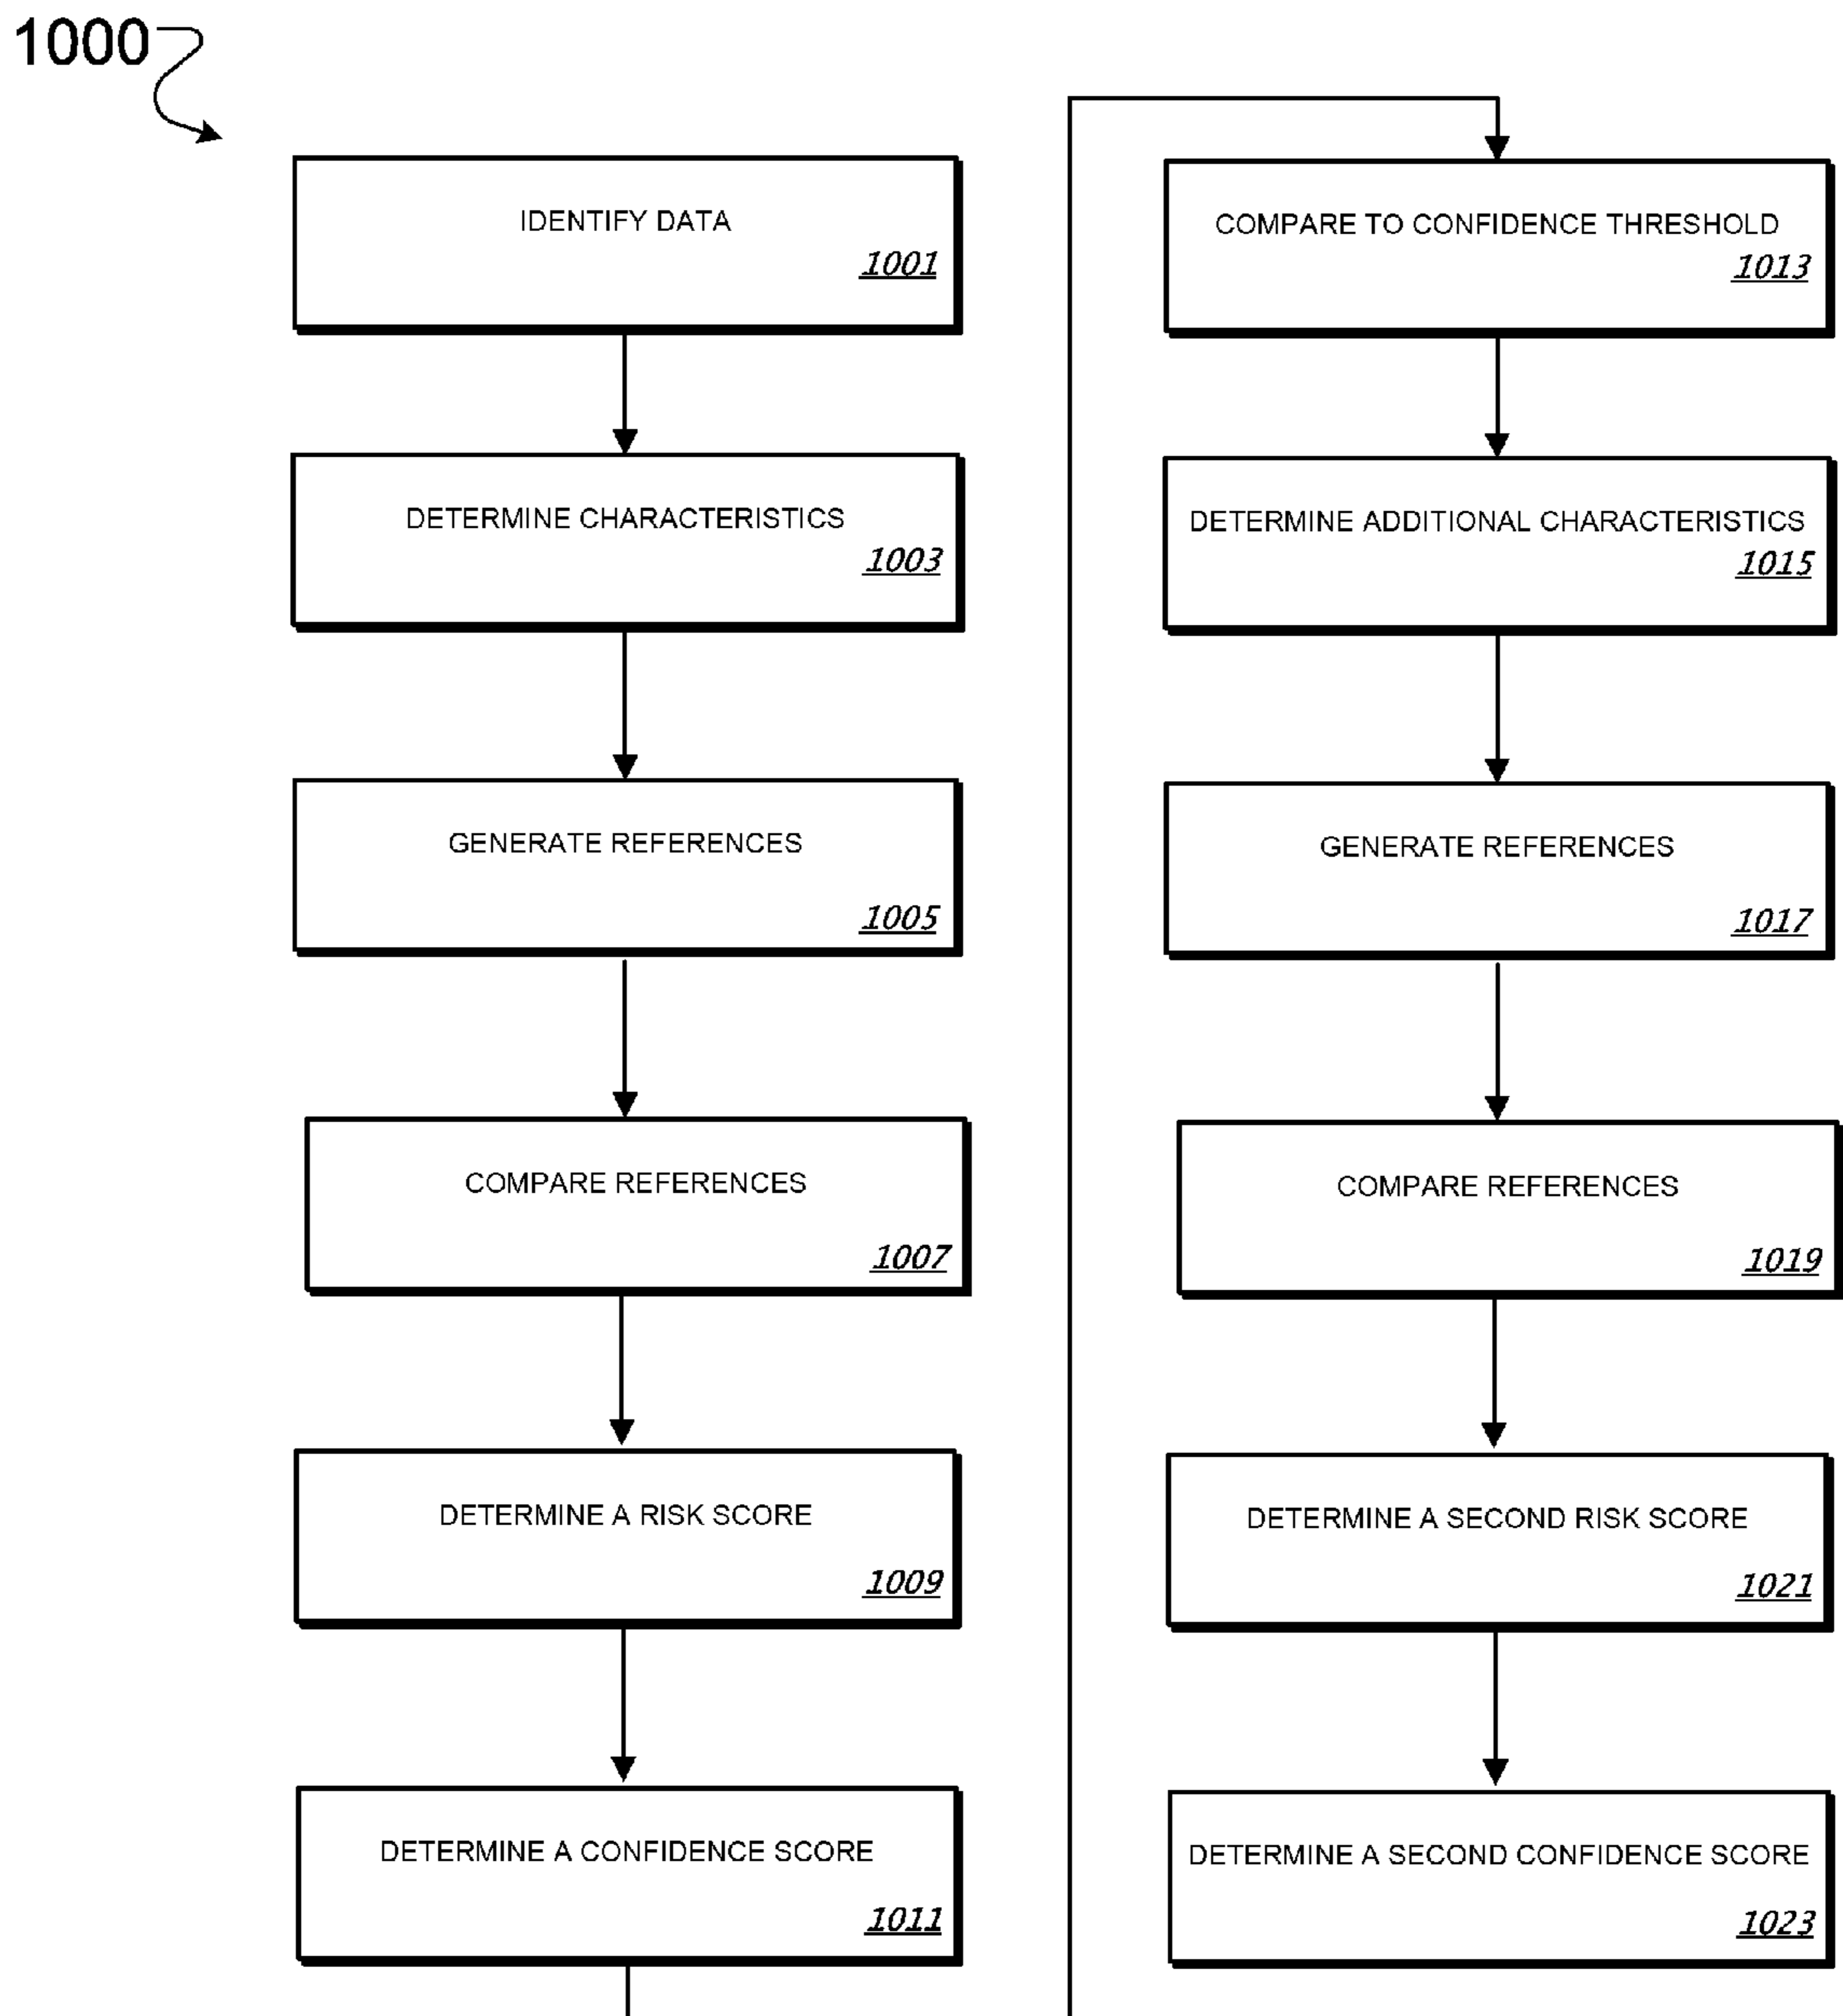 1000
IDENTIFY DATA
1001
DETERMINE CHARACTERISTICS
1003
GENERATE REFERENCES
1005
COMPARE REFERENCES
1007
DETERMINE A RISK SCORE
1009
DETERMINE A CONFIDENCE SCORE
1011
COMPARE TO CONFIDENCE THRESHOLD
1013
DETERMINE ADDITIONAL CHARACTERISTICS
1015
GENERATE REFERENCES
1017
COMPARE REFERENCES
1019
DETERMINE A SECOND RISK SCORE
1021
DETERMINE A SECOND CONFIDENCE SCORE
1023